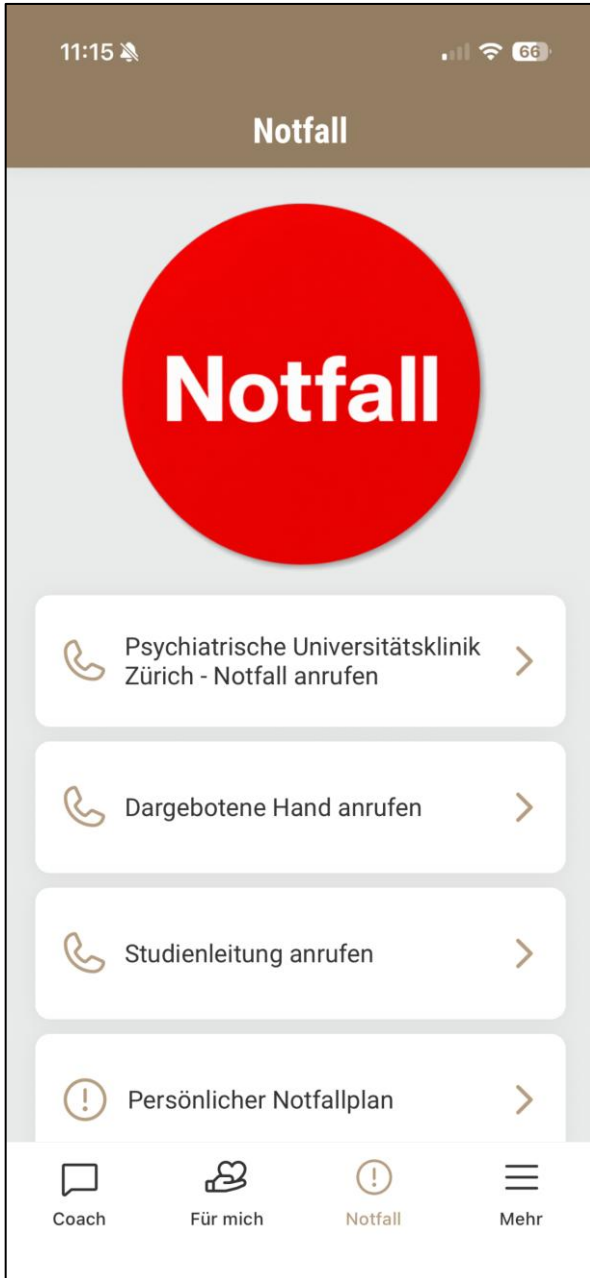 11:15
66
Notfall
Notfall
Psychiatrische Universitätsklinik
Zürich - Notfall anrufen
Dargebotene Hand anrufen
Studienleitung anrufen
Persönlicher Notfallplan
Coach Für mich Notfall Mehr